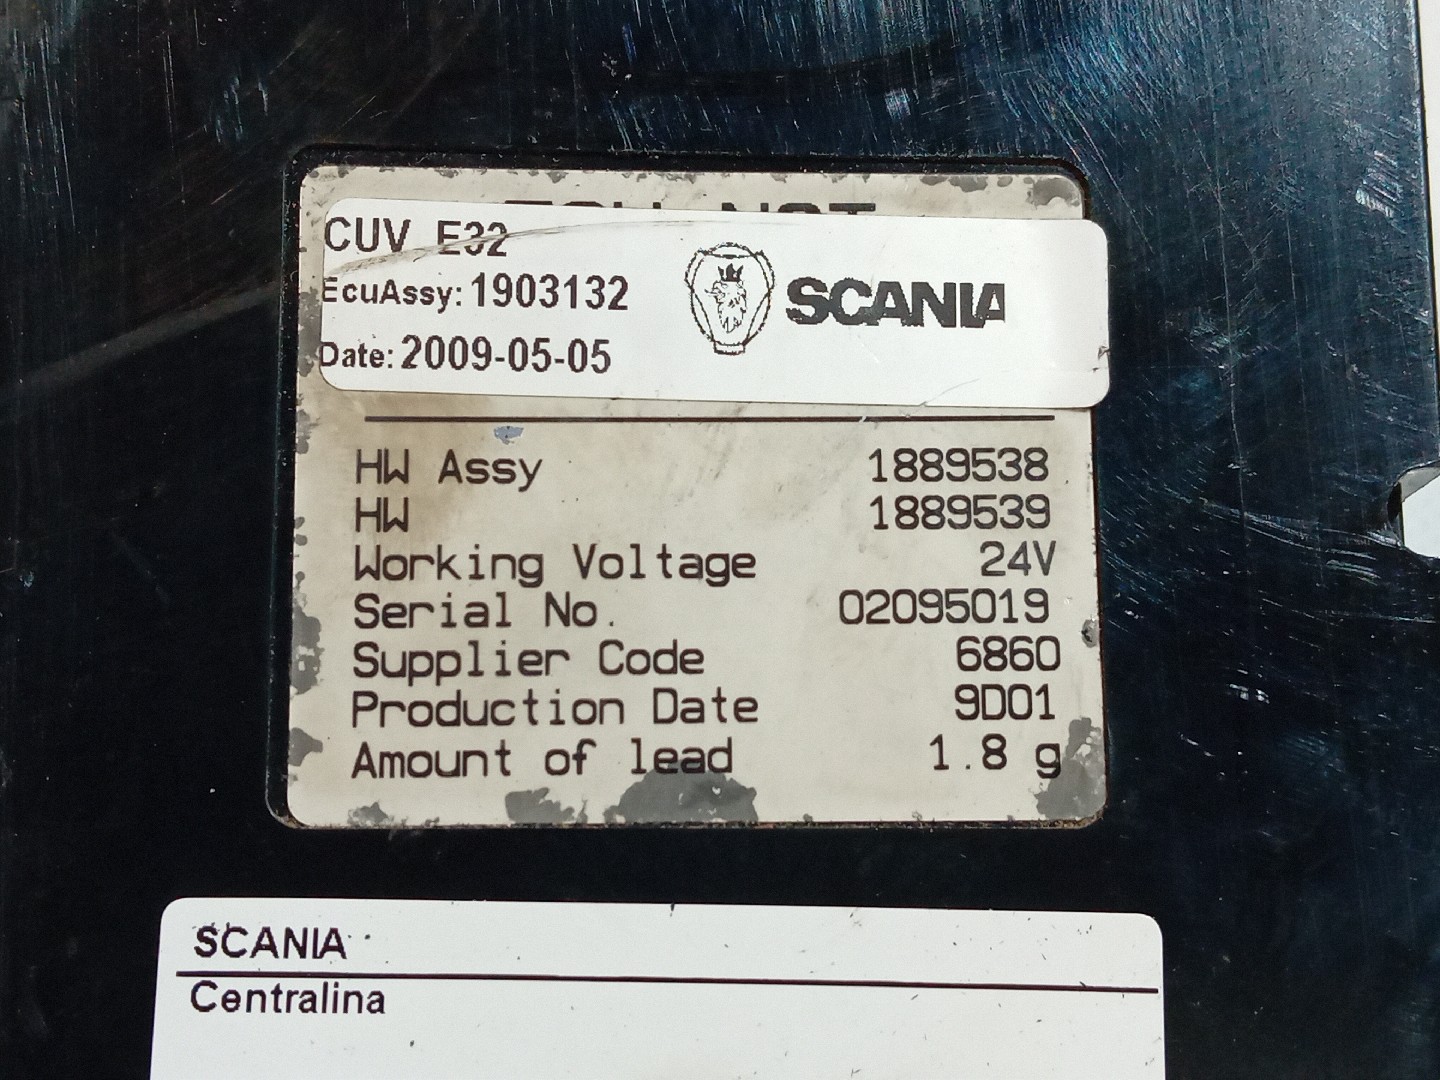 CUV E32
EcuAssy: 1903132
Date: 2009-05-05
SCANIA
HW Assy 1889538
HW 1889539
Working Voltage 24V
Serial No. 02095019
Supplier Code 6860
Production Date 9D01
Amount of lead 1.8 g
SCANIA
Centralina